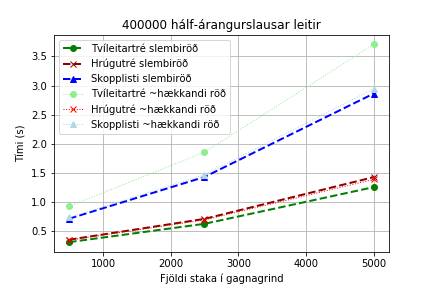 400000 hálf-árangurslausar leitir
Tvíleitartré slembiröð
Hrúgutré slembiröð
Skopplisti slembiröð
Tvíleitartré ~hækkandi röð
Hrúgutré ~hækkandi röð
Skopplisti ~hækkandi röð
Tími (s)
3.5
3.0
2.5
2.0
1.5
1.0
0.5
1000 2000 3000 4000 5000
Fjöldi staka í gagnagrind